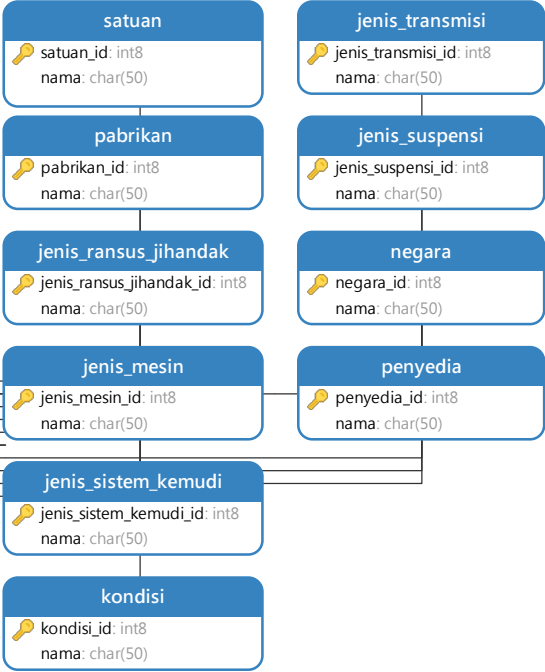 satuan
satuan_id: int8
nama: char(50)
pabrikan
pabrikan_id: int8
nama: char(50)
jenis_ransus_jihandak
jenis_ransus_jihandak_id: int8
nama: char(50)
jenis_mesin
jenis_mesin_id: int8
nama: char(50)
jenis_sistem_kemudi
jenis_sistem_kemudi_id: int8
nama: char(50)
kondisi
kondisi_id: int8
nama: char(50)
jenis_transmisi
jenis_transmisi_id: int8
nama: char(50)
jenis_suspensi
jenis_suspensi_id: int8
nama: char(50)
negara
negara_id: int8
nama: char(50)
penyedia
penyedia_id: int8
nama: char(50)